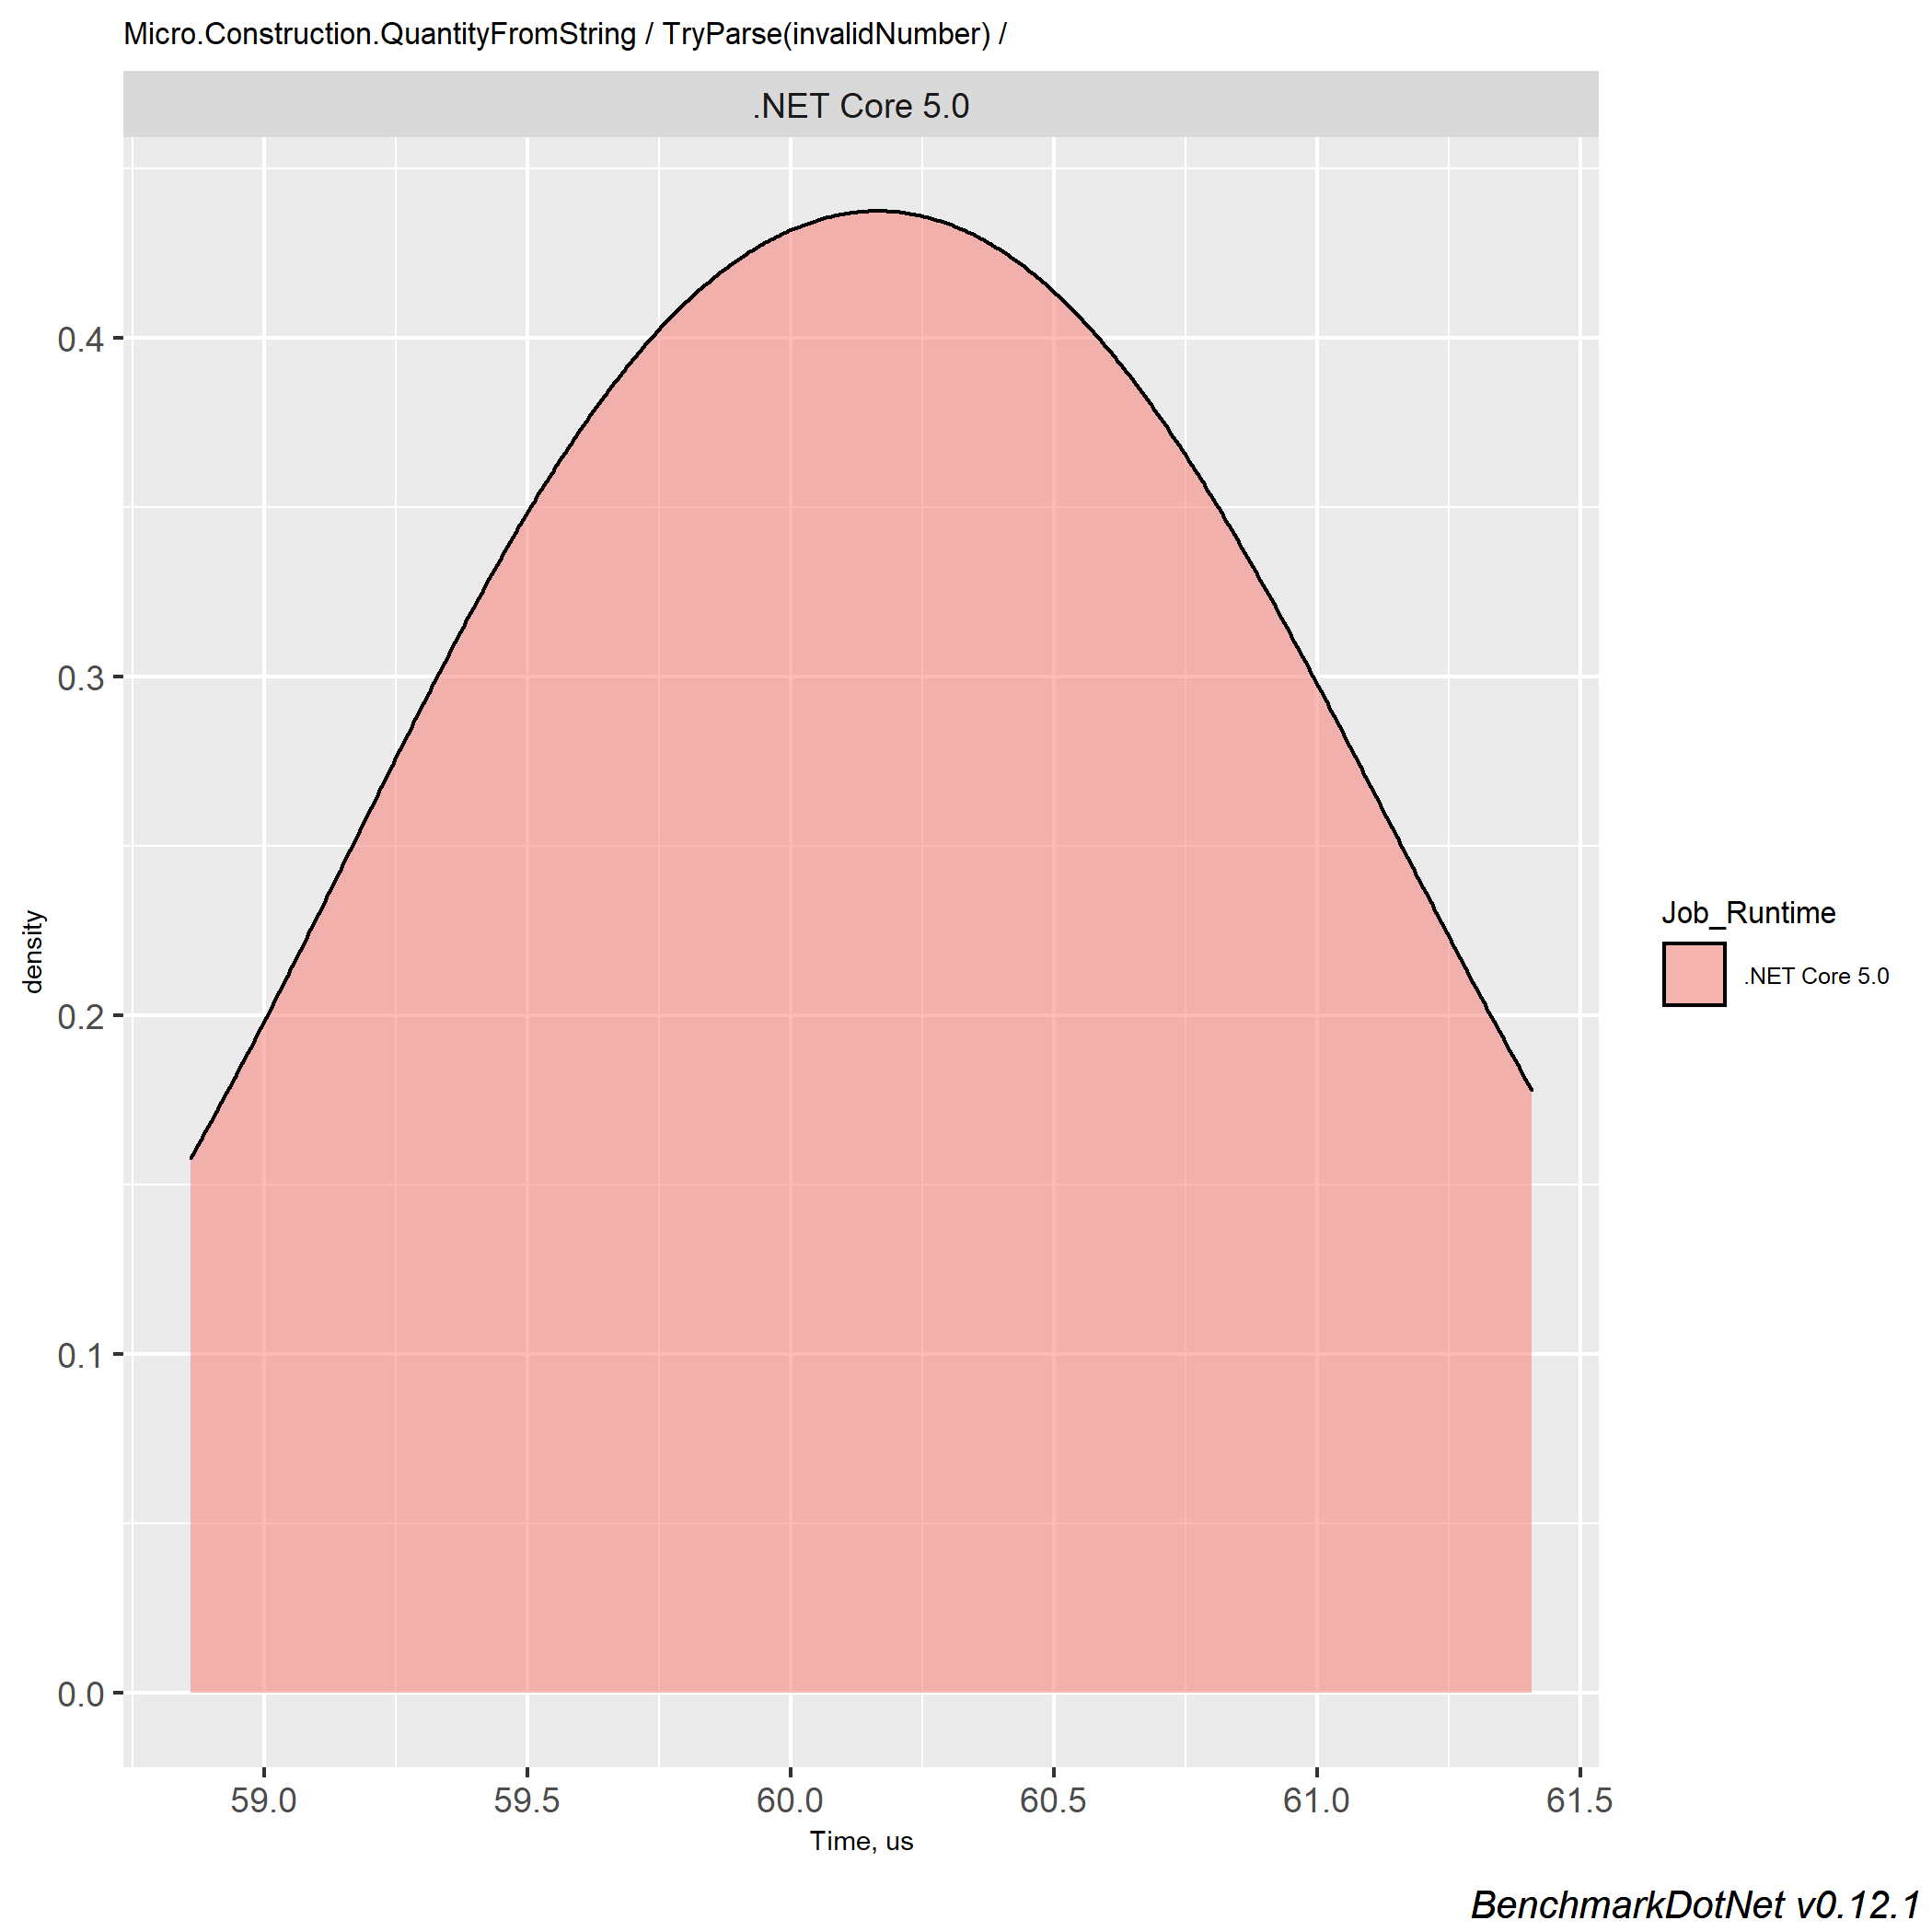 Micro.Construction.QuantityFromString / TryParse(invalidNumber) /
.NET Core 5.0
0.4
0.3
0.2
0.1
0.0
density
59.0 59.5 60.0 60.5 61.0 61.5
Time, us
Job_Runtime
.NET Core 5.0
BenchmarkDotNet v0.12.1